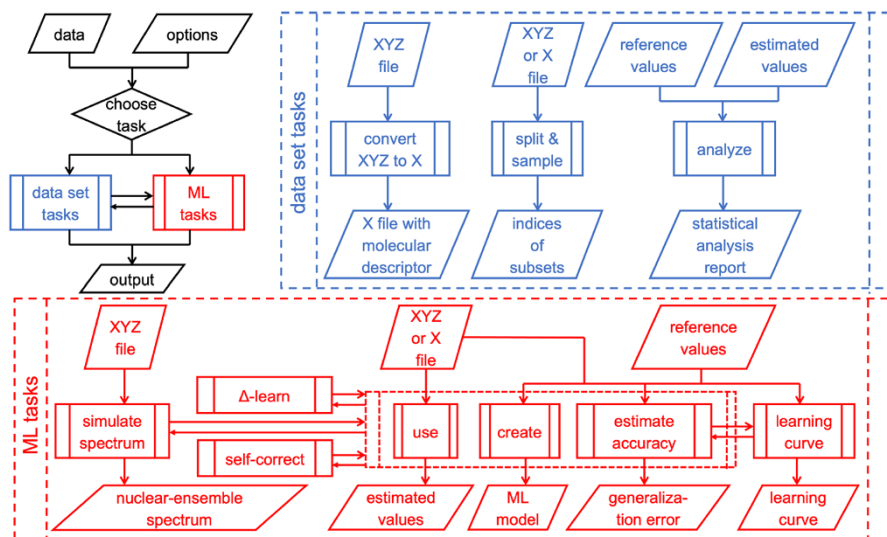 data
options
choose
task
data set
tasks
ML
tasks
output
data set tasks
XYZ
file
XYZ
or X
file
reference
values
estimated
values
convert
XYZ to X
split &
sample
analyze
X file with
molecular
descriptor
indices
of
subsets
statistical
analysis
report
ML tasks
XYZ
file
XYZ
or X
file
reference
values
Δ-learn
simulate
spectrum
self-correct
use
create
estimate
accuracy
learning
curve
nuclear-ensemble
spectrum
estimated
values
ML
model
generaliza-
tion error
learning
curve